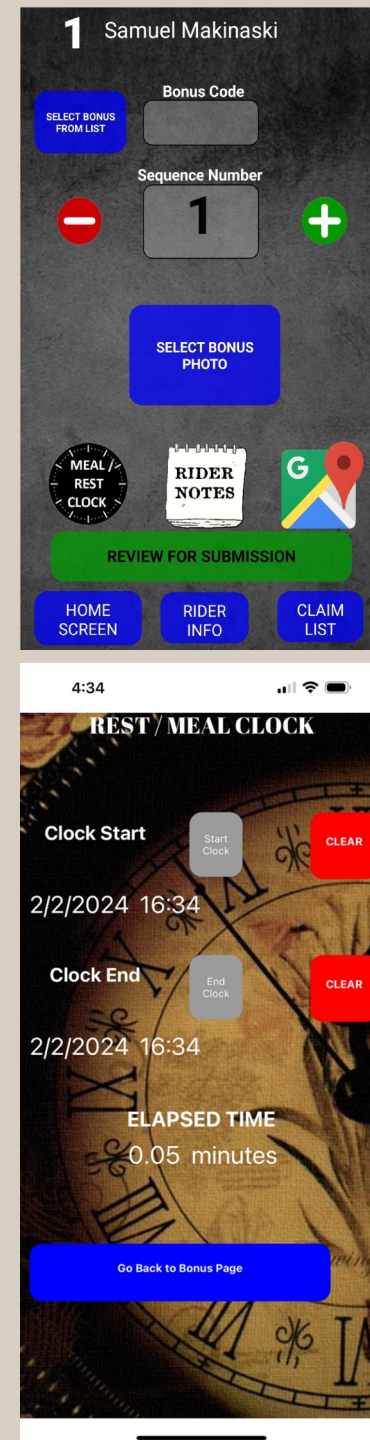 1 Samuel Makinaski
Bonus Code
SELECT BONUS
FROM LIST
Sequence Number
1
SELECT BONUS
PHOTO
MEAL /
REST
CLOCK
RIDER
NOTES
G
REVIEW FOR SUBMISSION
HOME
SCREEN
RIDER
INFO
CLAIM
LIST
4:34
REST / MEAL CLOCK
Clock Start
Start
Clock
CLEAR
2/2/2024 16:34
Clock End
End
Clock
CLEAR
2/2/2024 16:34
ELAPSED TIME
0.05 minutes
Go Back to Bonus Page